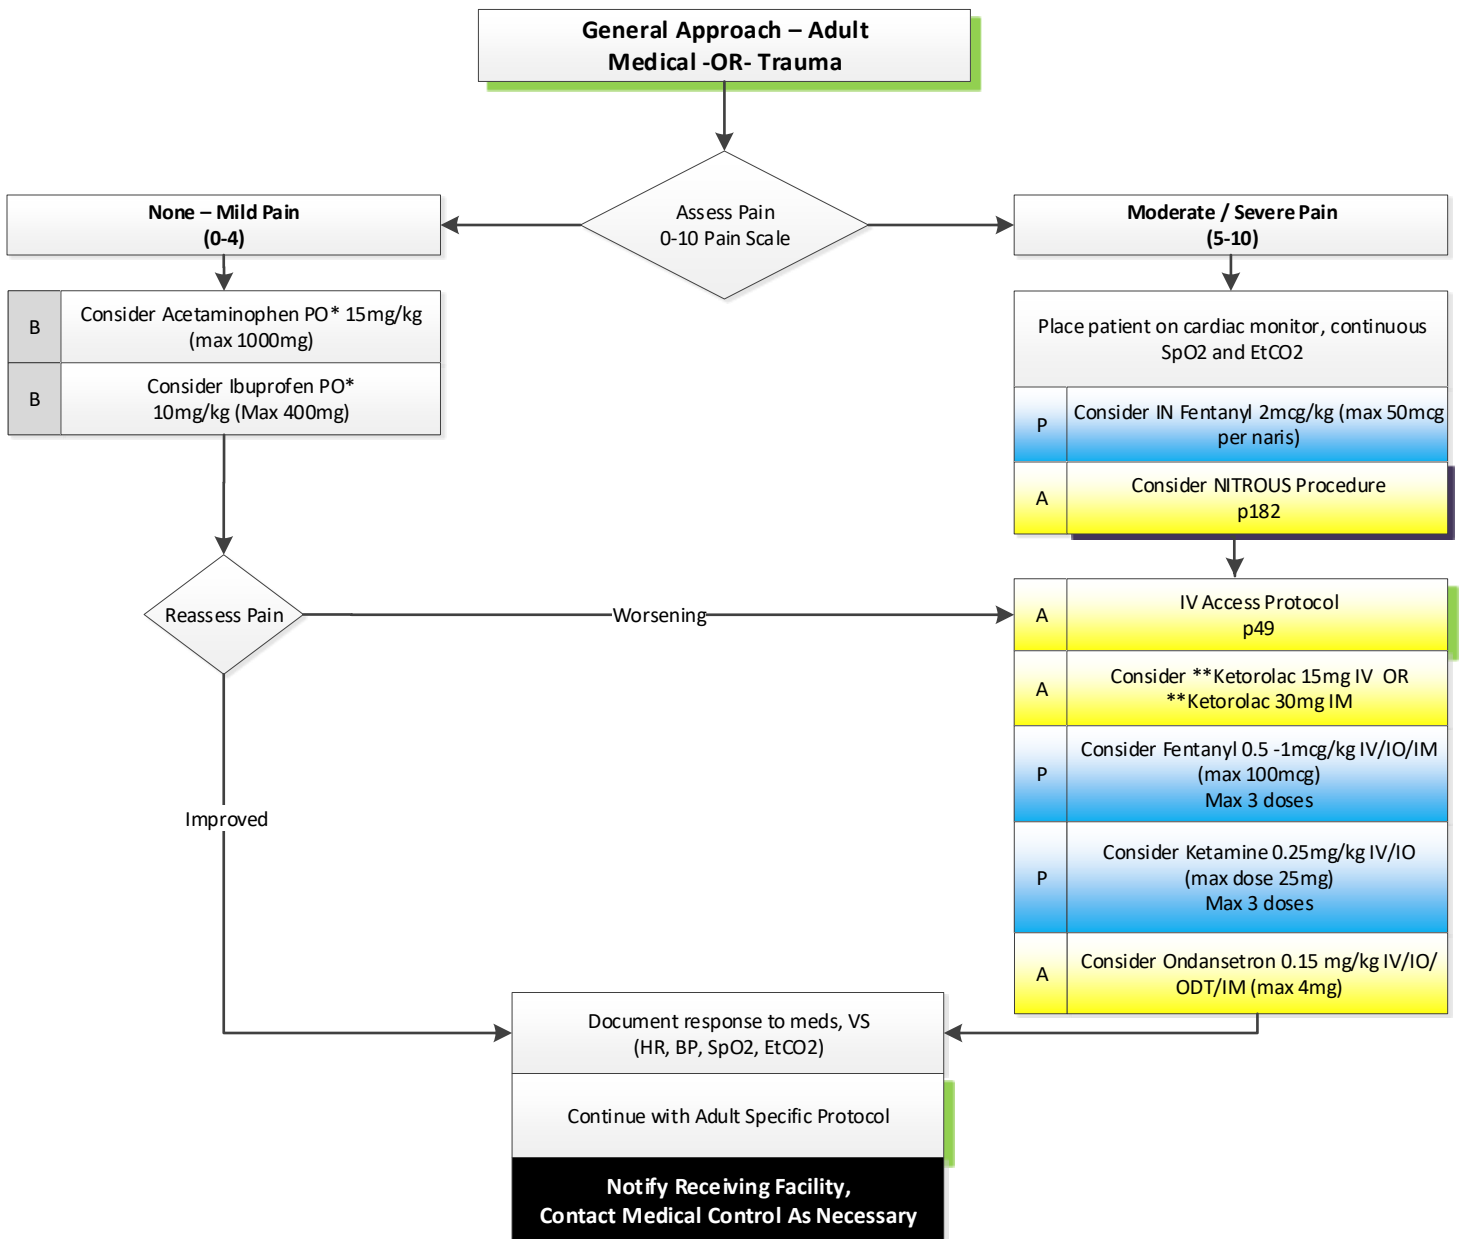 General Approach – Adult
Medical -OR- Trauma
Assess Pain
0-10 Pain Scale
None – Mild Pain
(0-4)
B
Consider Acetaminophen PO* 15mg/kg
(max 1000mg)
B
Consider Ibuprofen PO*
10mg/kg (Max 400mg)
Reassess Pain
Worsening
Improved
Moderate / Severe Pain
(5-10)
Place patient on cardiac monitor, continuous
SpO2 and EtCO2
P
Consider IN Fentanyl 2mcg/kg (max 50mcg
per naris)
A
Consider NITROUS Procedure
p182
A
IV Access Protocol
p49
A
Consider **Ketorolac 15mg IV OR
**Ketorolac 30mg IM
P
Consider Fentanyl 0.5 -1mcg/kg IV/IO/IM
(max 100mcg)
Max 3 doses
P
Consider Ketamine 0.25mg/kg IV/IO
(max dose 25mg)
Max 3 doses
A
Consider Ondansetron 0.15 mg/kg IV/IO/
ODT/IM (max 4mg)
Document response to meds, VS
(HR, BP, SpO2, EtCO2)
Continue with Adult Specific Protocol
Notify Receiving Facility,
Contact Medical Control As Necessary